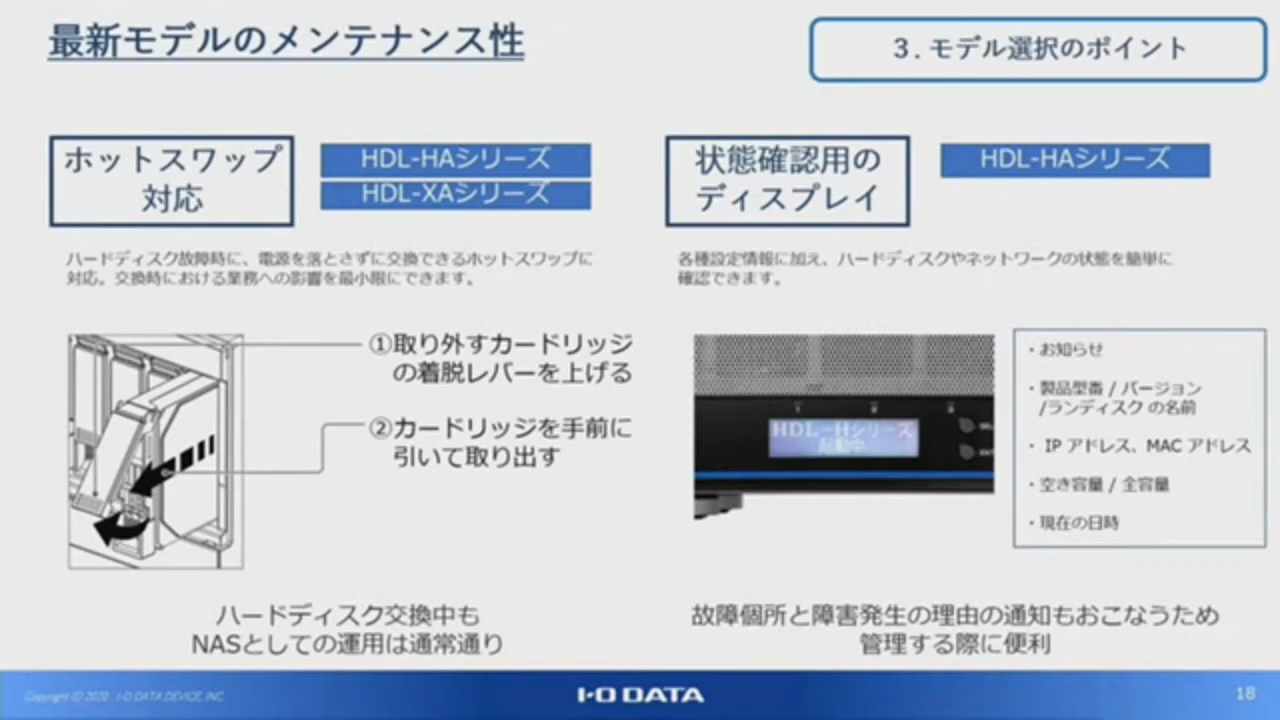 最新モデルのメンテナンス性
3. モデル選択のポイント
ホットスワップ
対応
HDL-HAシリーズ
HDL-XAシリーズ
ハードディスク故障時に、電源を落とさずに交換できるホットスワップに
対応。交換時における業務への影響を最小限にできます。
①取り外すカードリッジ
の着脱レバーを上げる
②カードリッジを手前に
引いて取り出す
ハードディスク交換中も
NASとしての運用は通常通り
状態確認用の
ディスプレイ
HDL-HAシリーズ
各種設定情報に加え、ハードディスクやネットワークの状態を簡単に
確認できます。
HDL-Hシリーズ
起動中
・お知らせ
・製品型番 / バージョン
/ランディスク の名前
・ IP アドレス、MAC アドレス
・空き容量 / 全容量
・現在の日時
故障個所と障害発生の理由の通知もおこなうため
管理する際に便利
Copyright © 2020 I-O DATA DEVICE, INC.
I-O DATA
18